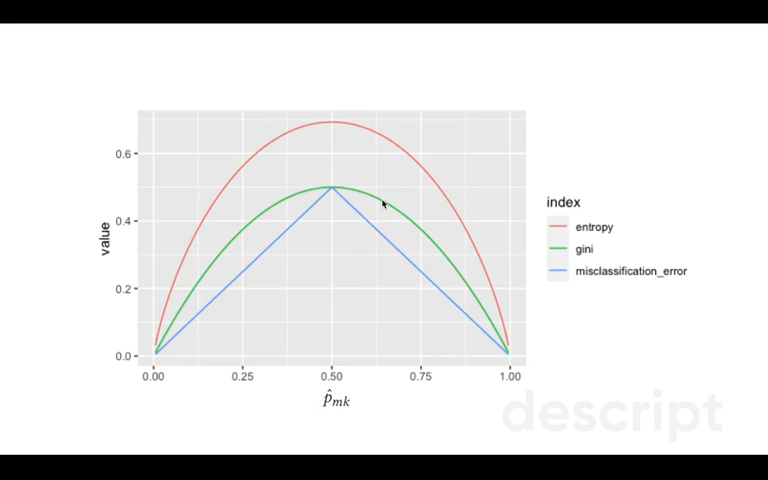 value
0.6
0.4
0.2
0.0
0.00 0.25 0.50 0.75 1.00
p̂mk
index
entropy
gini
misclassification_error
descript